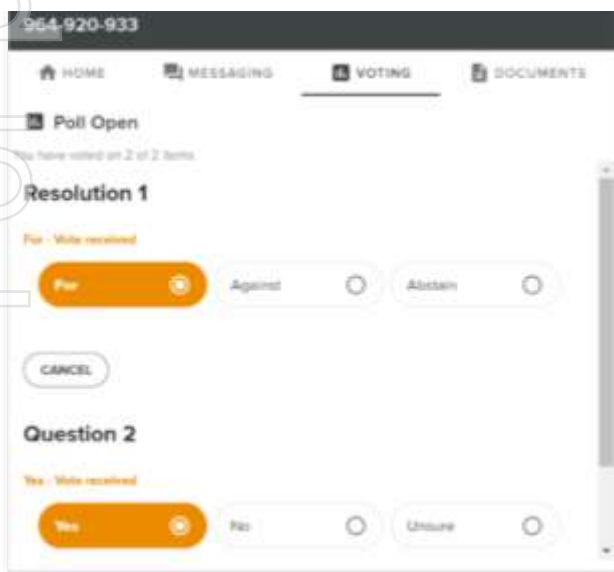 964-920-933
HOME MESSAGING VOTING DOCUMENTS
Poll Open
You have voted on 2 of 2 items
Resolution 1
For - Vote received
For Against Abstain
CANCEL
Question 2
Yes - Vote received
Yes No Unsure